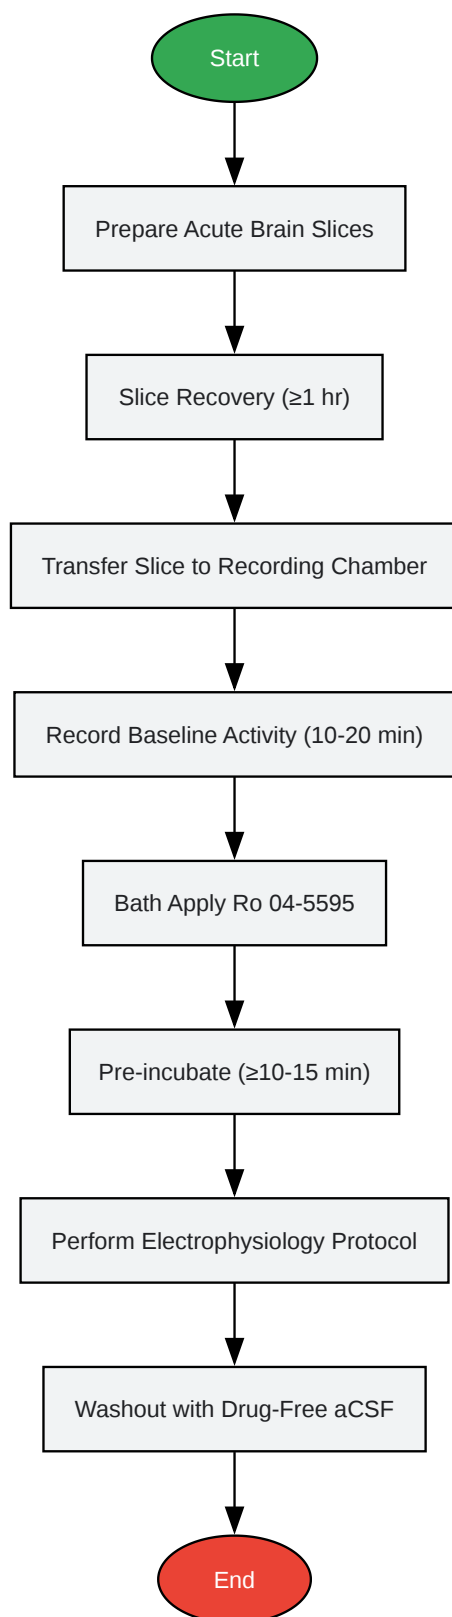 Start
Prepare Acute Brain Slices
Slice Recovery (≥1 hr)
Transfer Slice to Recording Chamber
Record Baseline Activity (10-20 min)
Bath Apply Ro 04-5595
Pre-incubate (≥10-15 min)
Perform Electrophysiology Protocol
Washout with Drug-Free aCSF
End